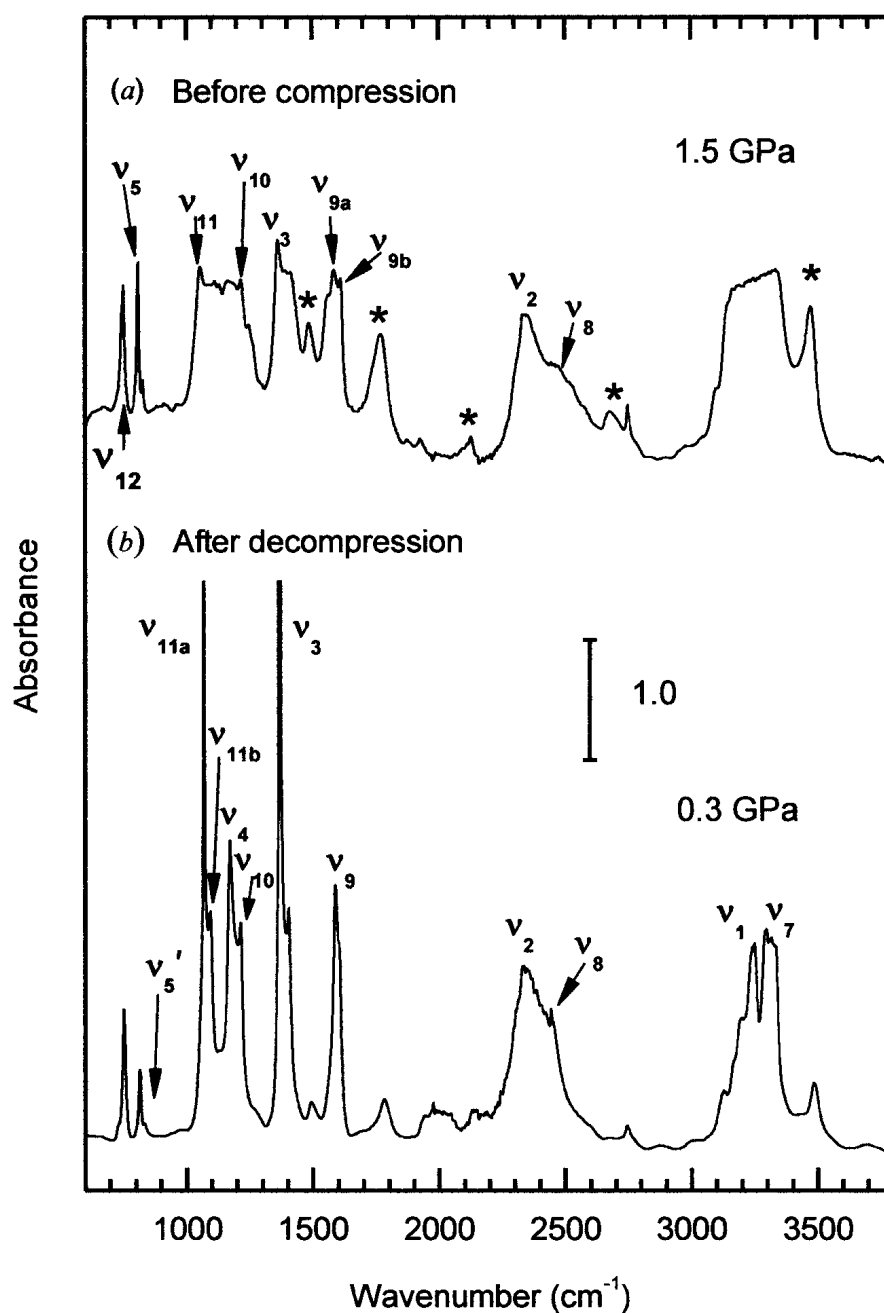 (a) Before compression
1.5 GPa
ν5
ν11
ν10
ν3
ν9a
ν9b
*
*
*
ν2
ν8
*
*
ν12
(b) After decompression
ν11a
ν3
1.0
ν11b
ν4
ν10
0.3 GPa
ν9
ν5'
ν2
ν8
ν1
ν7
Absorbance
1000 1500 2000 2500 3000 3500
Wavenumber (cm⁻¹)